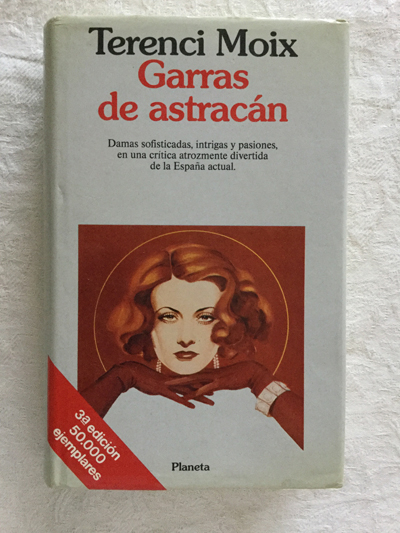 Terenci Moix
Garras
de astracán
Damas sofisticadas, intrigas y pasiones,
en una crítica atrozmente divertida
de la España actual.
3ª edición
50.000
ejemplares
Planeta